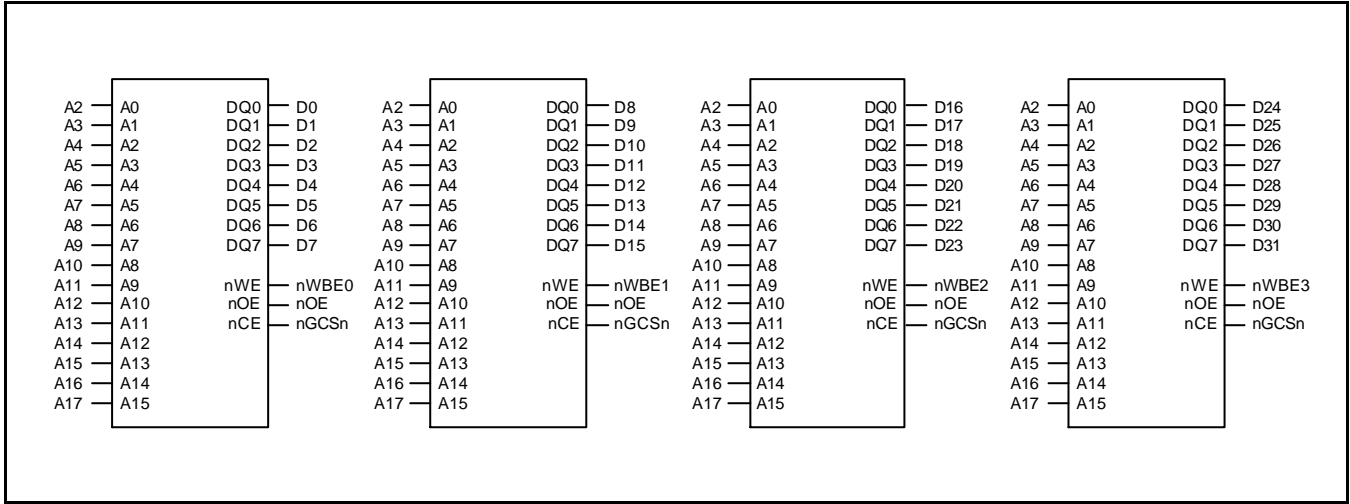 A2 A0 DQ0 D0 A2 A0 DQ0 D8 A2 A0 DQ0 D16 A2 A0 DQ0 D24
A3 A1 DQ1 D1 A3 A1 DQ1 D9 A3 A1 DQ1 D17 A3 A1 DQ1 D25
A4 A2 DQ2 D2 A4 A2 DQ2 D10 A4 A2 DQ2 D18 A4 A2 DQ2 D26
A5 A3 DQ3 D3 A5 A3 DQ3 D11 A5 A3 DQ3 D19 A5 A3 DQ3 D27
A6 A4 DQ4 D4 A6 A4 DQ4 D12 A6 A4 DQ4 D20 A6 A4 DQ4 D28
A7 A5 DQ5 D5 A7 A5 DQ5 D13 A7 A5 DQ5 D21 A7 A5 DQ5 D29
A8 A6 DQ6 D6 A8 A6 DQ6 D14 A8 A6 DQ6 D22 A8 A6 DQ6 D30
A9 A7 DQ7 D7 A9 A7 DQ7 D15 A9 A7 DQ7 D23 A9 A7 DQ7 D31
A10 A8 A10 A8 A10 A8 A10 A8
A11 A9 nWE nWBE0 A11 A9 nWE nWBE1 A11 A9 nWE nWBE2 A11 A9 nWE nWBE3
A12 A10 nOE nOE A12 A10 nOE nOE A12 A10 nOE nOE A12 A10 nOE nOE
A13 A11 nCE nGCSn A13 A11 nCE nGCSn A13 A11 nCE nGCSn A13 A11 nCE nGCSn
A14 A12 A14 A12 A14 A12 A14 A12
A15 A13 A15 A13 A15 A13 A15 A13
A16 A14 A16 A14 A16 A14 A16 A14
A17 A15 A17 A15 A17 A15 A17 A15